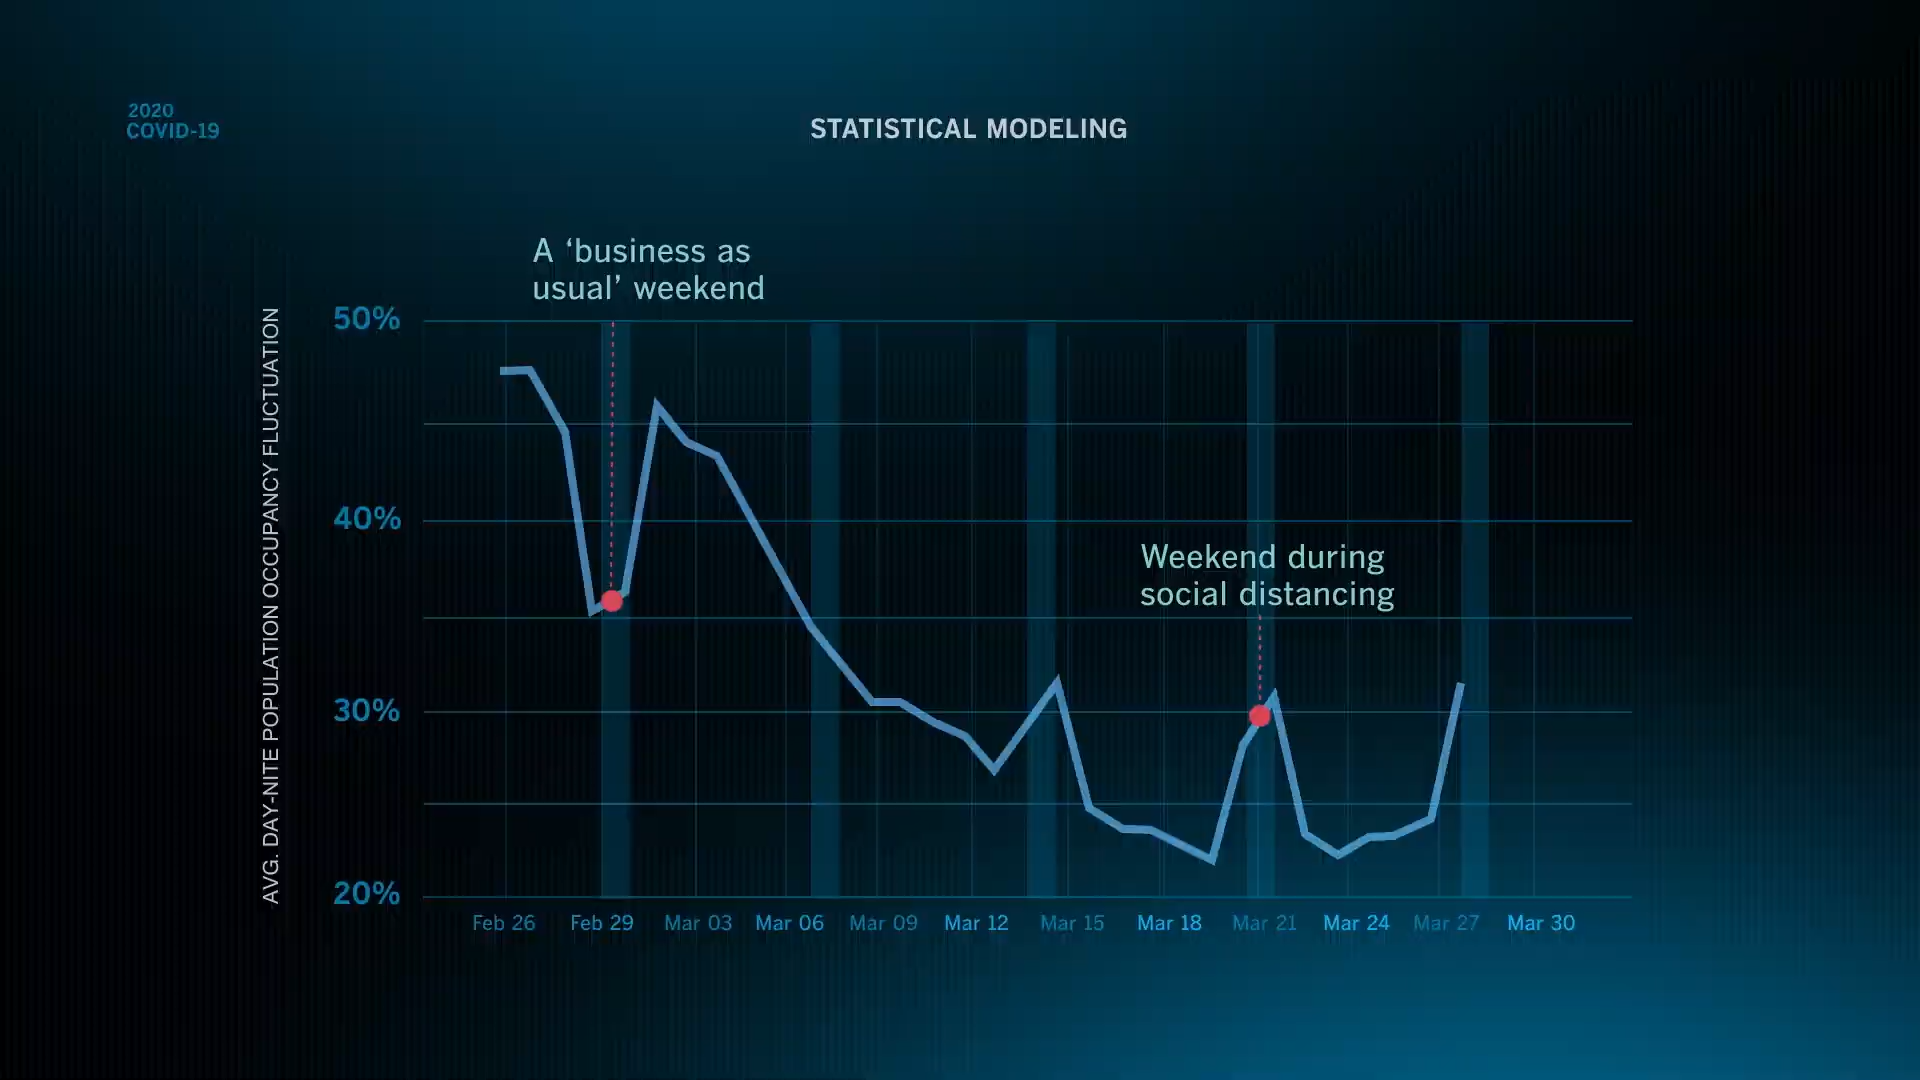 2020
COVID-19
STATISTICAL MODELING
A ‘business as
usual’ weekend
AVG. DAY-NITE POPULATION OCCUPANCY FLUCTUATION
50%
40%
30%
20%
Weekend during
social distancing
Feb 26 Feb 29 Mar 03 Mar 06 Mar 09 Mar 12 Mar 15 Mar 18 Mar 21 Mar 24 Mar 27 Mar 30